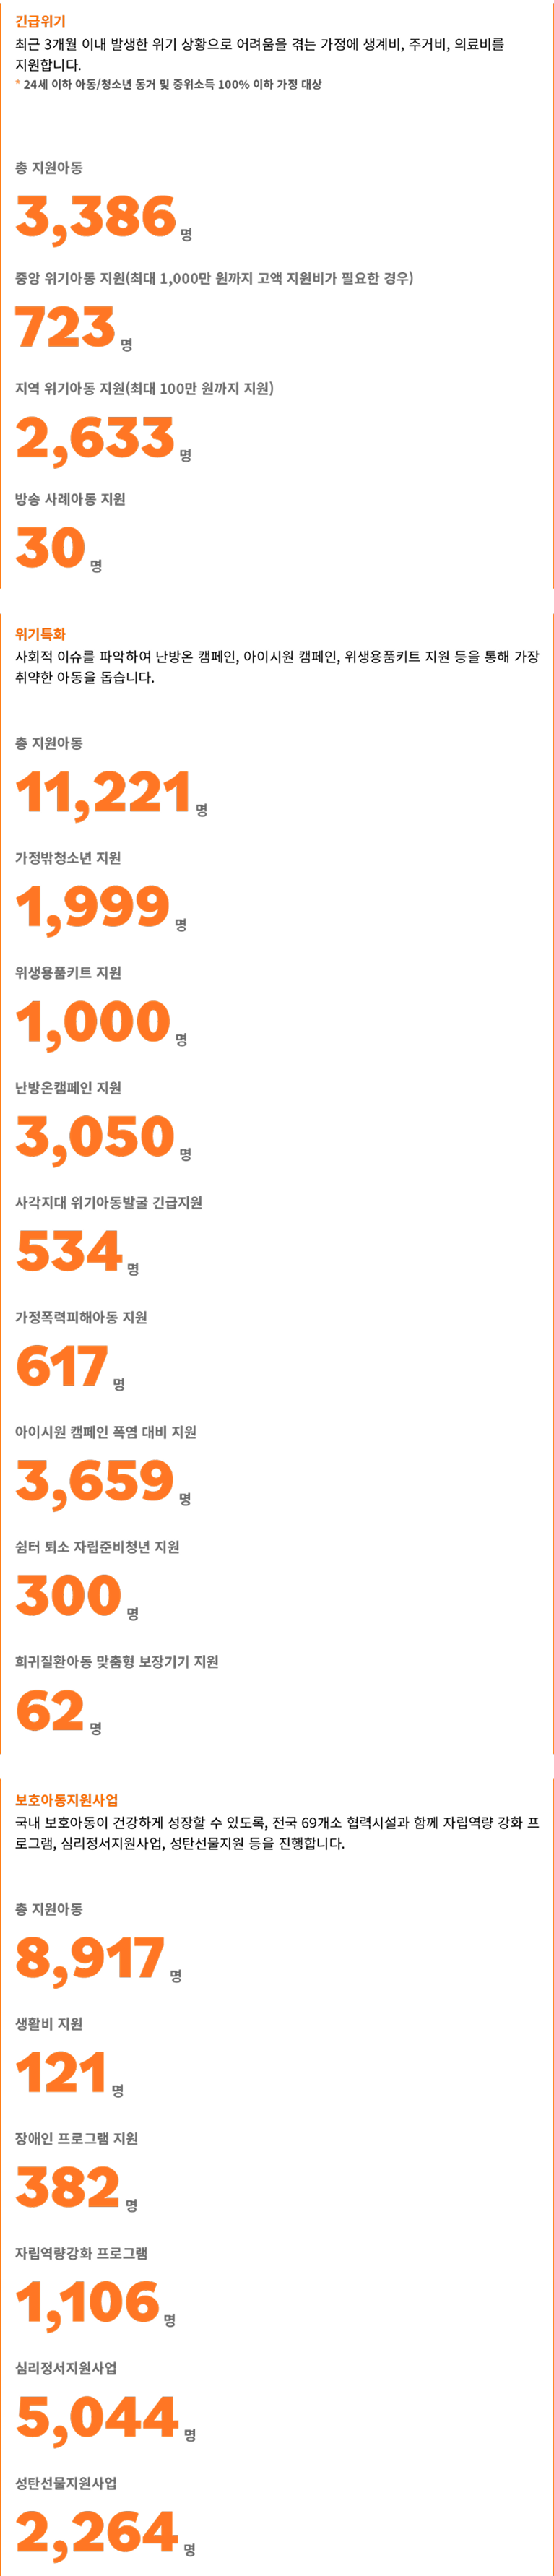 긴급위기
최근 3개월 이내 발생한 위기 상황으로 어려움을 겪는 가정에 생계비, 주거비, 의료비를
지원합니다.
* 24세 이하 아동/청소년 동거 및 중위소득 100% 이하 가정 대상
총 지원아동
3,386 명
중앙 위기아동 지원(최대 1,000만 원까지 고액 지원비가 필요한 경우)
723 명
지역 위기아동 지원(최대 100만 원까지 지원)
2,633 명
방송 사례아동 지원
30 명
위기특화
사회적 이슈를 파악하여 난방온 캠페인, 아이시원 캠페인, 위생용품키트 지원 등을 통해 가장
취약한 아동을 돕습니다.
총 지원아동
11,221 명
가정밖청소년 지원
1,999 명
위생용품키트 지원
1,000 명
난방온캠페인 지원
3,050 명
사각지대 위기아동발굴 긴급지원
534 명
가정폭력피해아동 지원
617 명
아이시원 캠페인 폭염 대비 지원
3,659 명
쉼터 퇴소 자립준비청년 지원
300 명
희귀질환아동 맞춤형 보장기기 지원
62 명
보호아동지원사업
국내 보호아동이 건강하게 성장할 수 있도록, 전국 69개소 협력시설과 함께 자립역량 강화 프
로그램, 심리정서지원사업, 성탄선물지원 등을 진행합니다.
총 지원아동
8,917 명
생활비 지원
121 명
장애인 프로그램 지원
382 명
자립역량강화 프로그램
1,106 명
심리정서지원사업
5,044 명
성탄선물지원사업
2,264 명